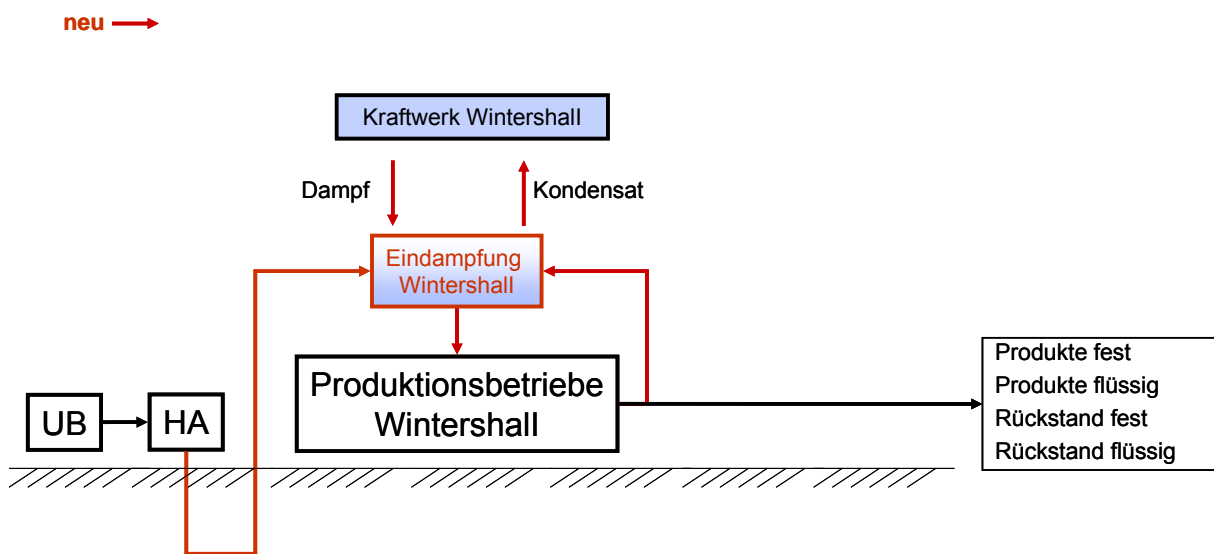 neu
Kraftwerk Wintershall
Dampf
Kondensat
Eindampfung
Wintershall
Produktionsbetriebe
Wintershall
UB
HA
Produkte fest
Produkte flüssig
Rückstand fest
Rückstand flüssig